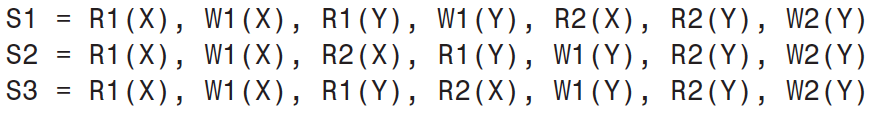 S1 = R1(X), W1(X), R1(Y), W1(Y), R2(X), R2(Y), W2(Y)
S2 = R1(X), W1(X), R2(X), R1(Y), W1(Y), R2(Y), W2(Y)
S3 = R1(X), W1(X), R1(Y), R2(X), W1(Y), R2(Y), W2(Y)